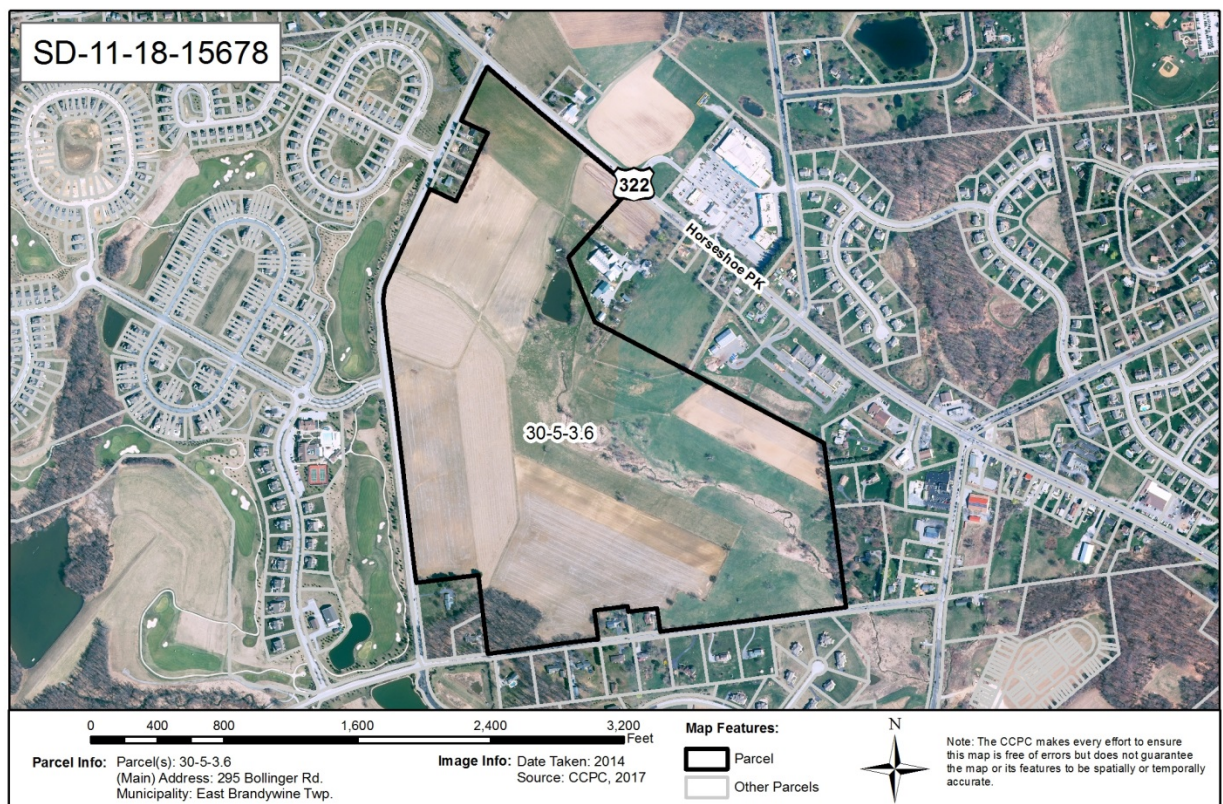 SD-11-18-15678
322
Horseshoe PK
30-5-3.6
0 400 800 1,600 2,400 3,200
Feet
Parcel Info: Parcel(s): 30-5-3.6
(Main) Address: 295 Bollinger Rd.
Municipality: East Brandywine Twp.
Image Info: Date Taken: 2014
Source: CCPC, 2017
Map Features:
Parcel
Other Parcels
N
Note: The CCPC makes every effort to ensure
this map is free of errors but does not guarantee
the map or its features to be spatially or temporally
accurate.